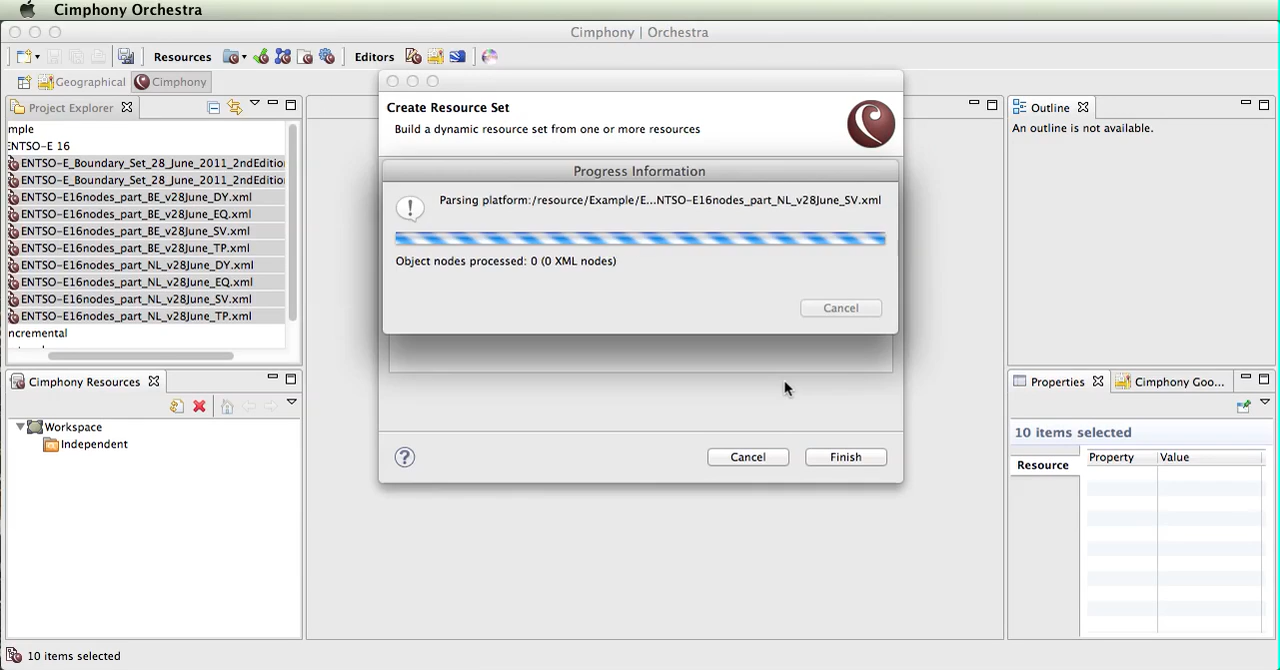 Cimphony Orchestra
Cimphony | Orchestra
Resources
Editors
Geographical
Cimphony
Project Explorer
mple
ENTSO-E 16
ENTSO-E_Boundary_Set_28_June_2011_2ndEditio
ENTSO-E_Boundary_Set_28_June_2011_2ndEditio
ENTSO-E16nodes_part_BE_v28June_DY.xml
ENTSO-E16nodes_part_BE_v28June_EQ.xml
ENTSO-E16nodes_part_BE_v28June_SV.xml
ENTSO-E16nodes_part_BE_v28June_TP.xml
ENTSO-E16nodes_part_NL_v28June_DY.xml
ENTSO-E16nodes_part_NL_v28June_EQ.xml
ENTSO-E16nodes_part_NL_v28June_SV.xml
ENTSO-E16nodes_part_NL_v28June_TP.xml
ncremental
Cimphony Resources
Workspace
Independent
10 items selected
Create Resource Set
Build a dynamic resource set from one or more resources
Progress Information
Parsing platform:/resource/Example/E...NTSO-E16nodes_part_NL_v28June_SV.xml
Object nodes processed: 0 (0 XML nodes)
Cancel
Cancel
Finish
Outline
An outline is not available.
Properties
Cimphony Goo...
10 items selected
Resource
Property
Value